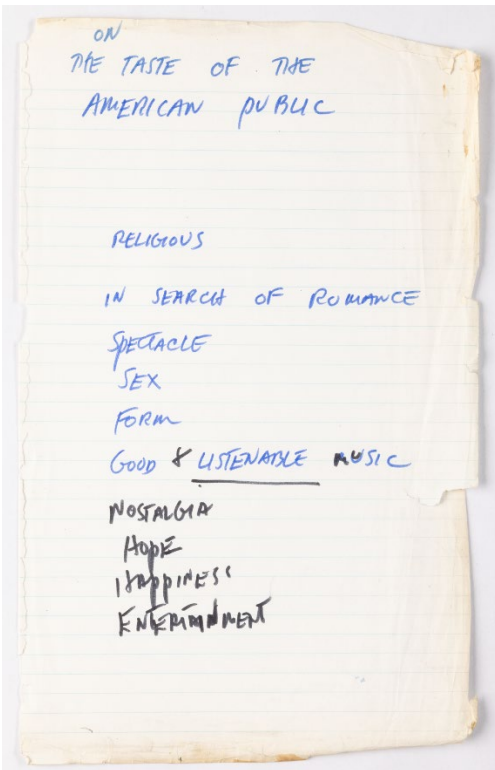 ON
THE TASTE OF THE
AMERICAN PUBLIC
RELIGIOUS
IN SEARCH OF ROMANCE
SPECTACLE
SEX
FORM
GOOD & LISTENABLE MUSIC
NOSTALGIA
HOPE
HAPPINESS
ENTERTAINMENT